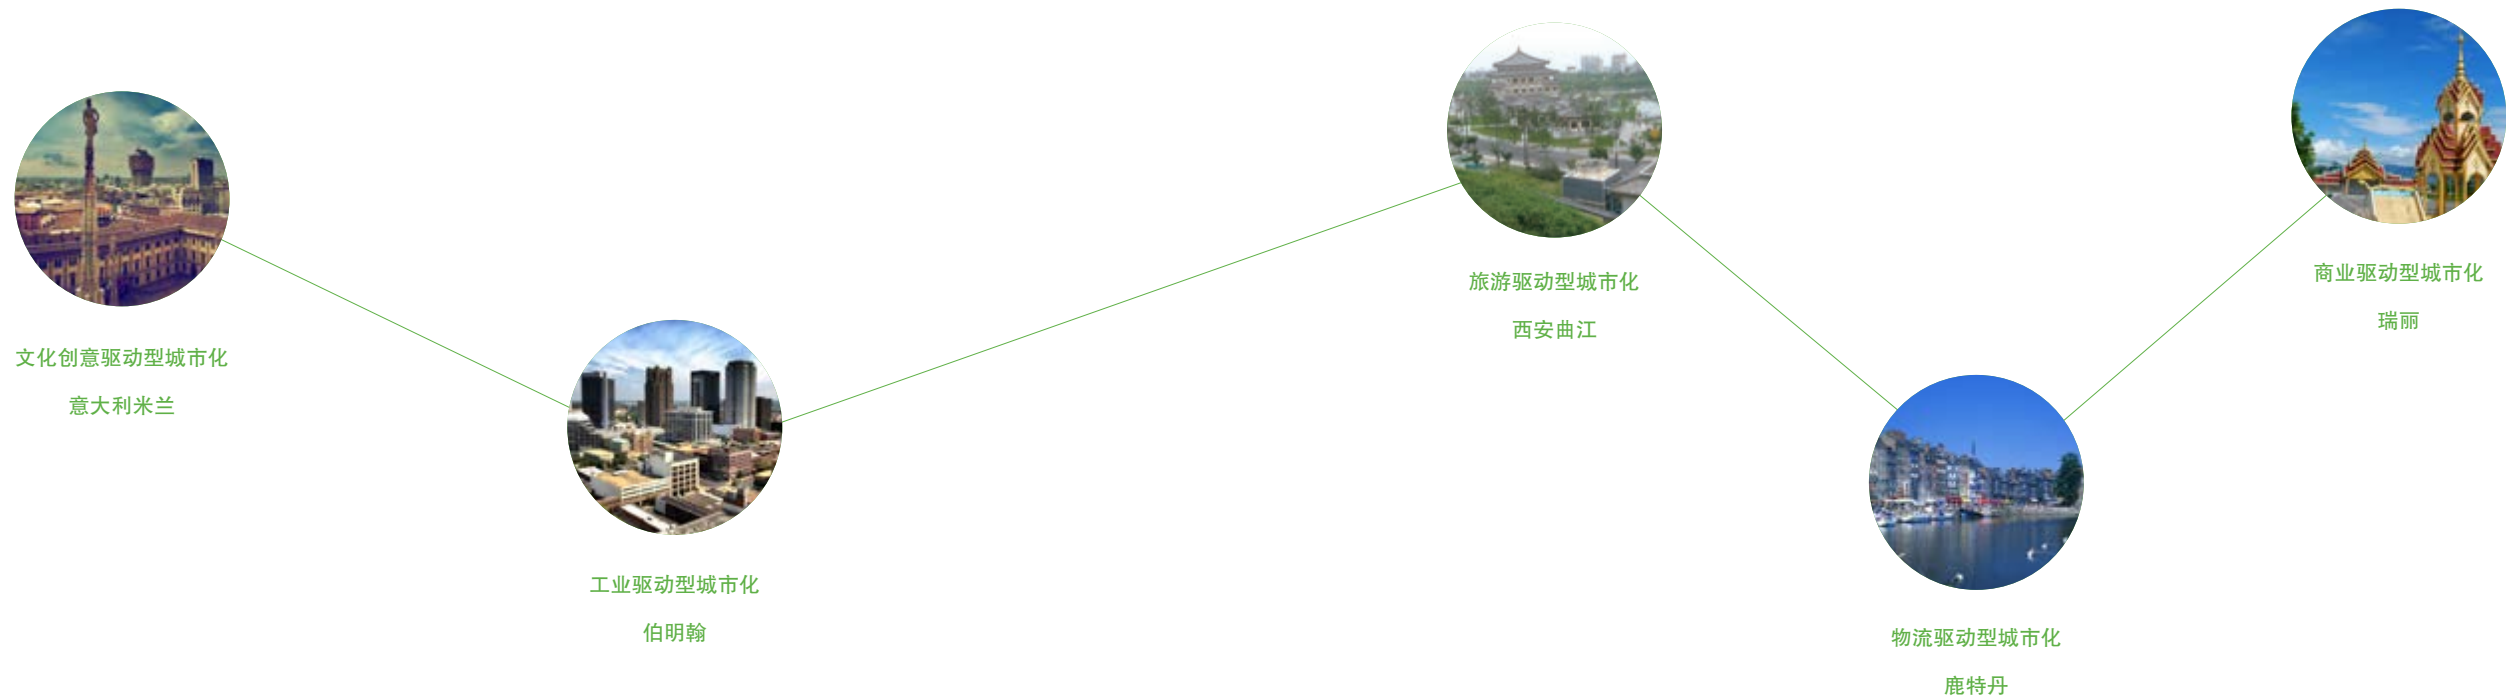 文化创意驱动型城市化
意大利米兰
工业驱动型城市化
伯明翰
旅游驱动型城市化
西安曲江
物流驱动型城市化
鹿特丹
商业驱动型城市化
瑞丽